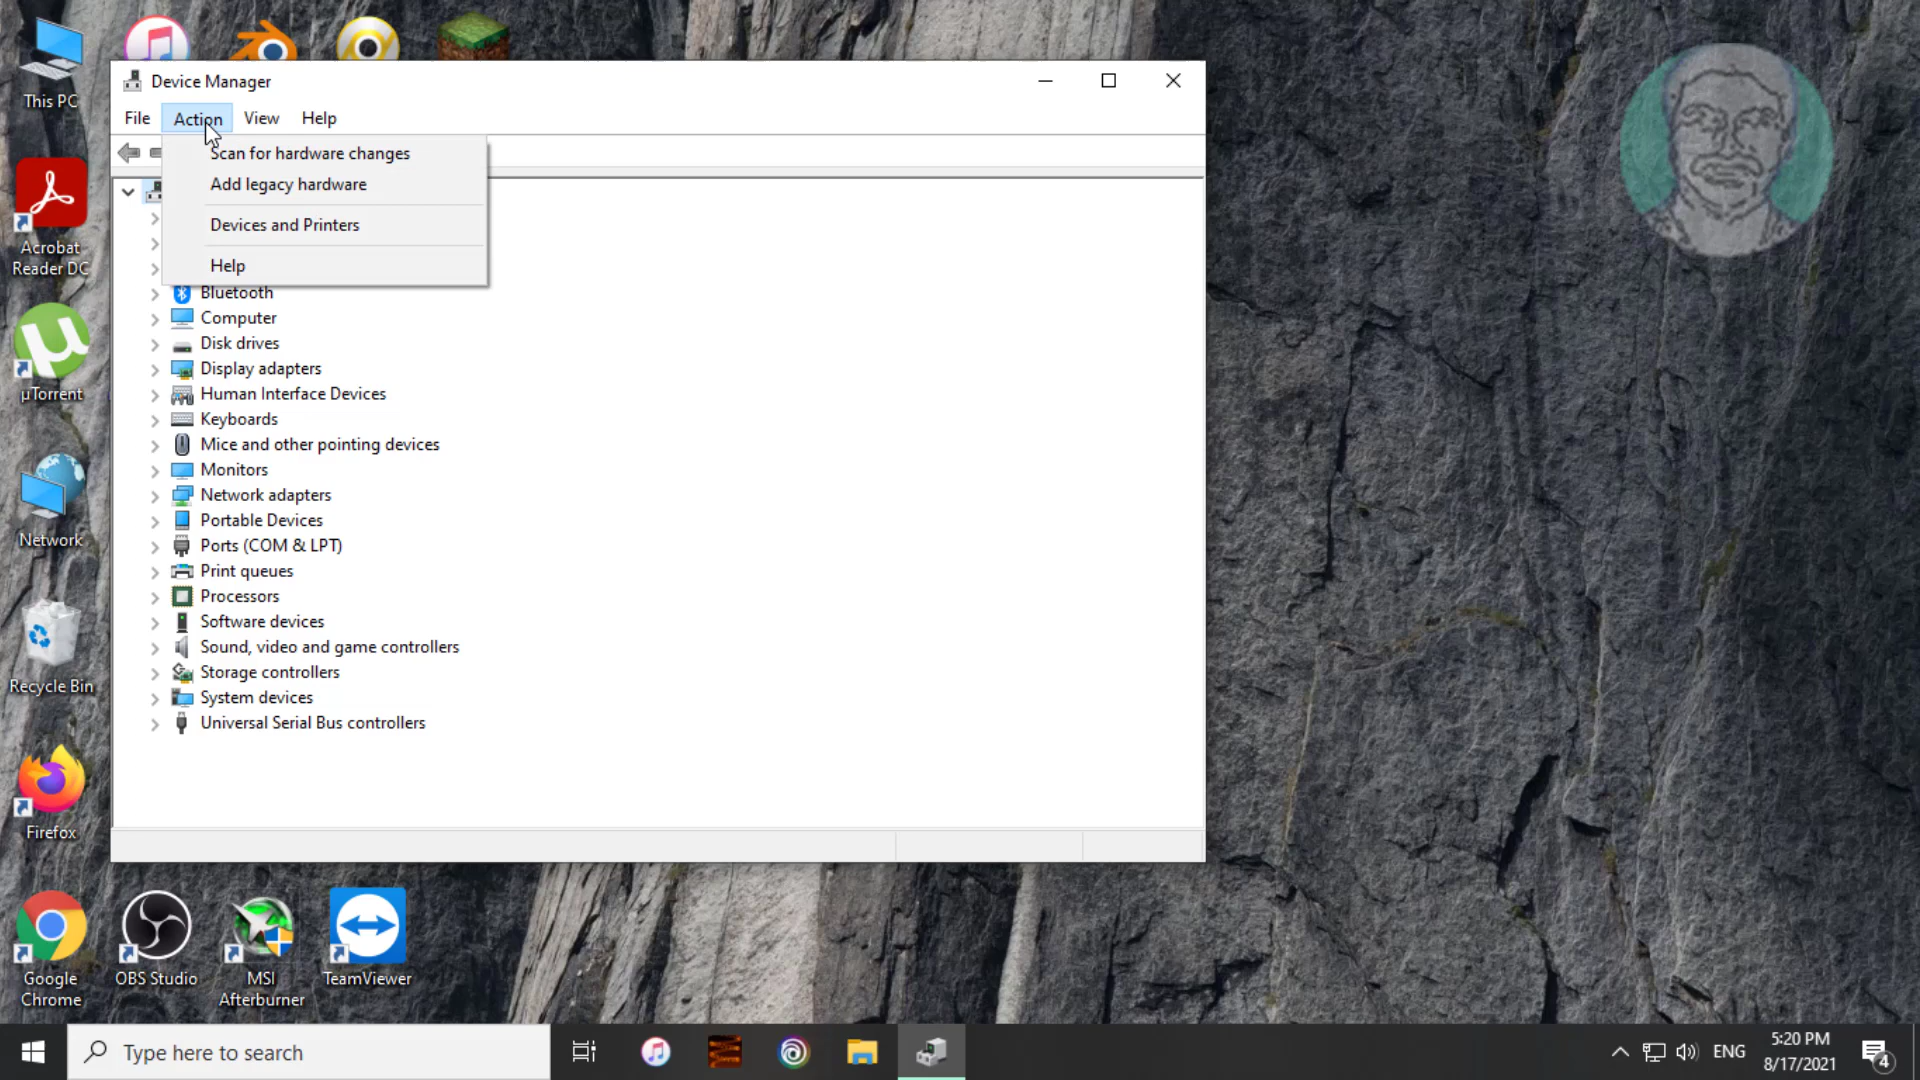 This PC
Device Manager
File Action View Help
Scan for hardware changes
Add legacy hardware
Devices and Printers
Help
Bluetooth
Computer
Disk drives
Display adapters
Human Interface Devices
Keyboards
Mice and other pointing devices
Monitors
Network adapters
Portable Devices
Ports (COM & LPT)
Print queues
Processors
Software devices
Sound, video and game controllers
Storage controllers
System devices
Universal Serial Bus controllers
Acrobat
Reader DC
µTorrent
Network
Recycle Bin
Firefox
Google
Chrome
OBS Studio
MSI
Afterburner
TeamViewer
Type here to search
ENG
5:20 PM
8/17/2021
4